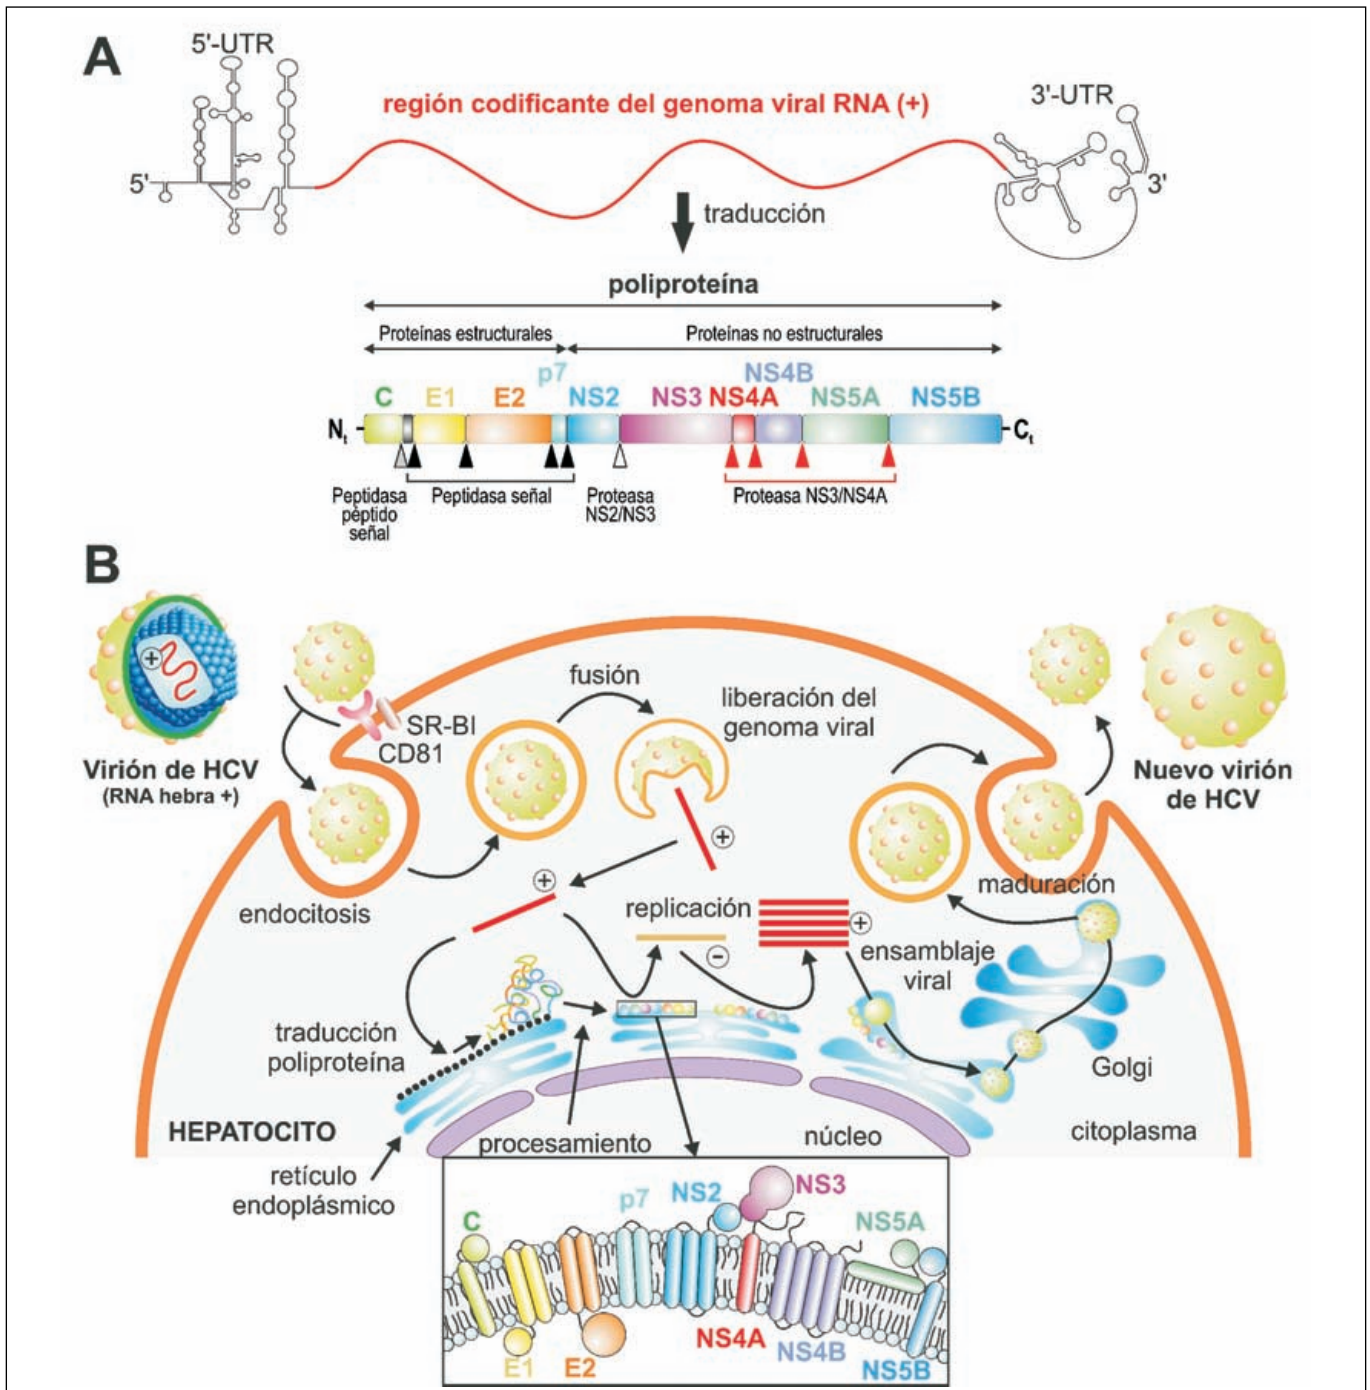 A
5'-UTR
región codificante del genoma viral RNA (+)
3'-UTR
5'
3'
traducción
poliproteína
Proteínas estructurales
Proteínas no estructurales
p7
NS4B
C
E1
E2
NS2
NS3
NS4A
NS5A
NS5B
Nt
Ct
Peptidasa
péptido
señal
Peptidasa señal
Proteasa
NS2/NS3
Proteasa NS3/NS4A
B
+
Virión de HCV
(RNA hebra +)
SR-BI
CD81
fusión
liberación del
genoma viral
Nuevo virión
de HCV
endocitosis
+
+
replicación
−
+
ensamblaje
viral
maduración
traducción
poliproteína
Golgi
HEPATOCITO
procesamiento
núcleo
citoplasma
retículo
endoplásmico
C
p7
NS2
NS3
NS5A
E1
E2
NS4A
NS4B
NS5B